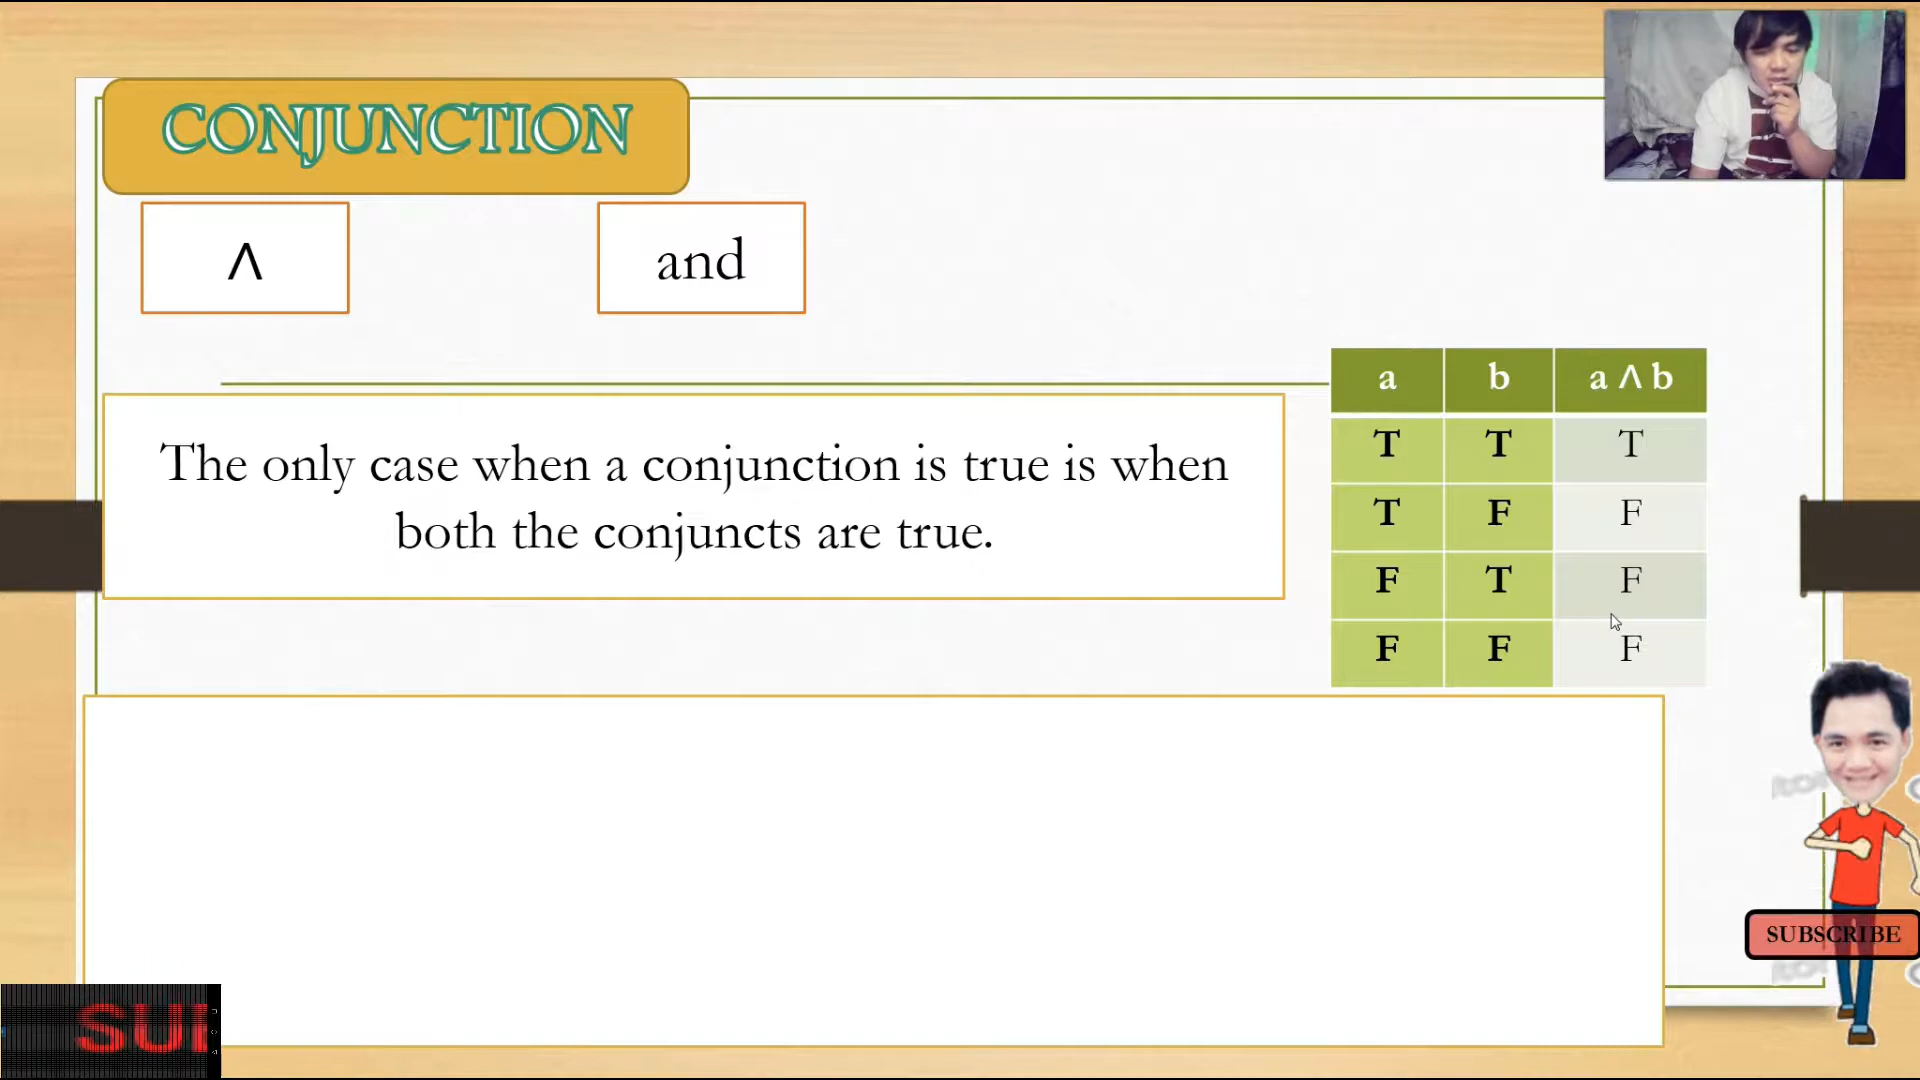 CONJUNCTION
Λ
and
The only case when a conjunction is true is when
both the conjuncts are true.
a b a Λ b
T T T
T F F
F T F
F F F
SUBSCRIBE